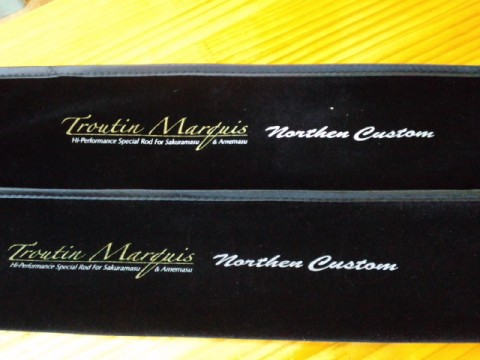 Troutin Marquis Northen Custom
Hi-Performance Special Rod For Sakuramasu & Amemasu
Troutin Marquis Northen Custom
Hi-Performance Special Rod For Sakuramasu & Amemasu